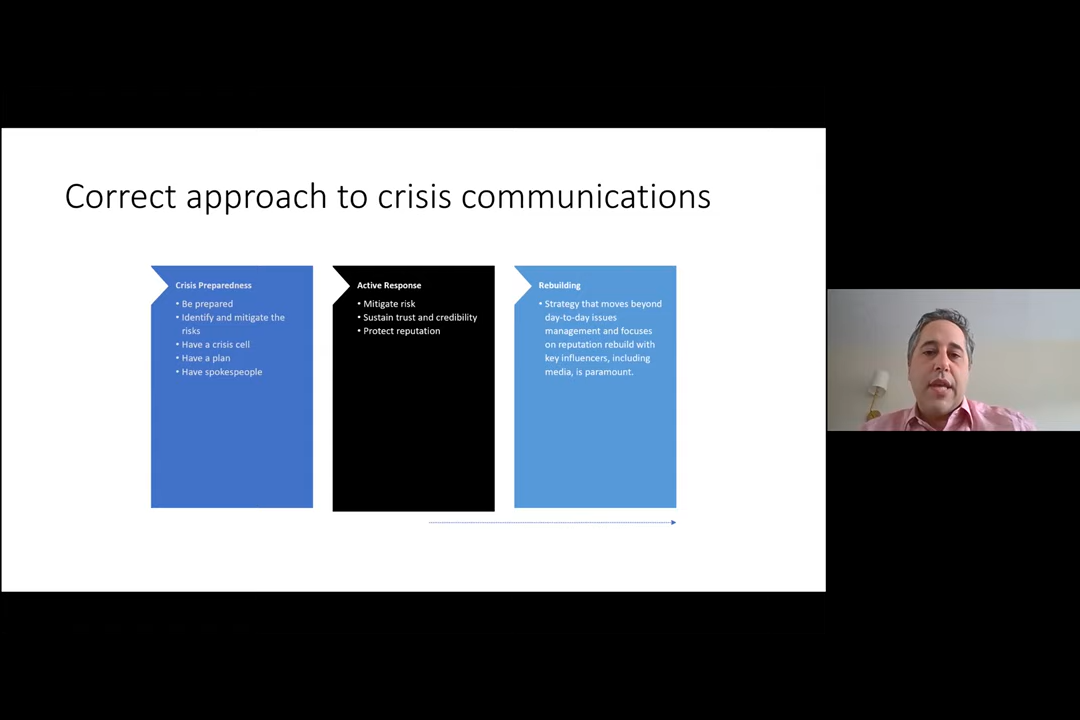 Correct approach to crisis communications
Crisis Preparedness
• Be prepared
• Identify and mitigate the
risks
• Have a crisis cell
• Have a plan
• Have spokespeople
Active Response
• Mitigate risk
• Sustain trust and credibility
• Protect reputation
Rebuilding
• Strategy that moves beyond
day-to-day issues
management and focuses
on reputation rebuild with
key influencers, including
media, is paramount.